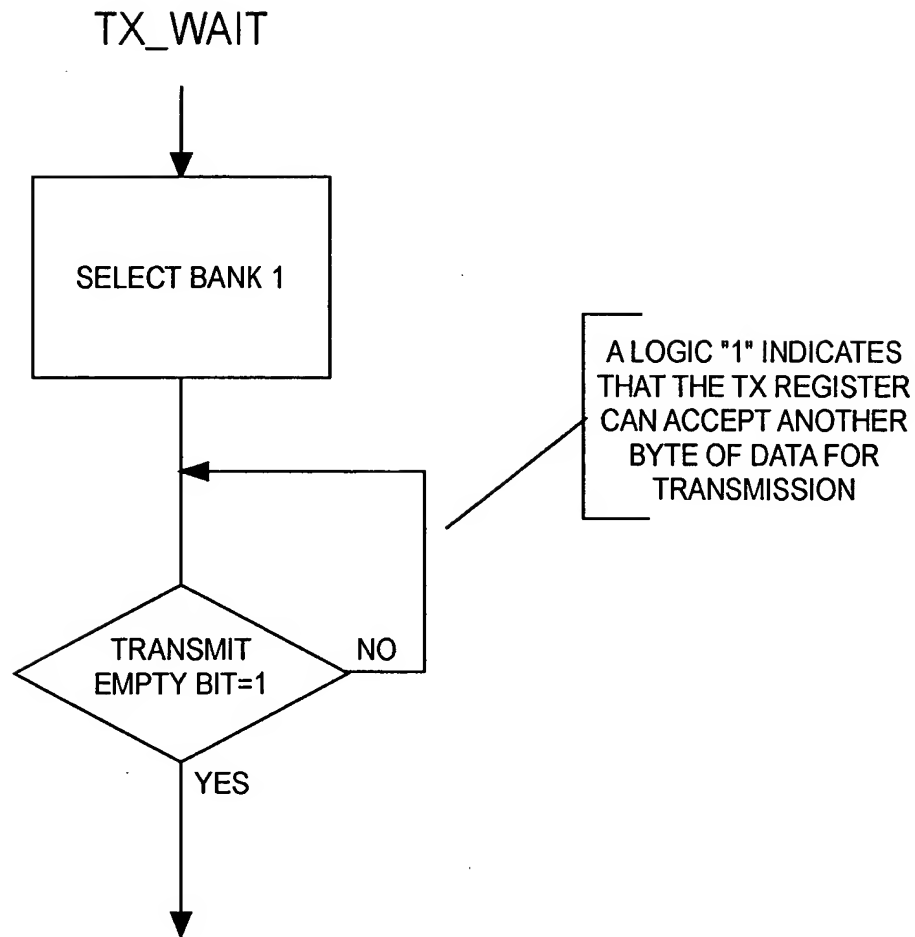 TX_WAIT
SELECT BANK 1
A LOGIC "1" INDICATES
THAT THE TX REGISTER
CAN ACCEPT ANOTHER
BYTE OF DATA FOR
TRANSMISSION
TRANSMIT
EMPTY BIT=1
NO
YES